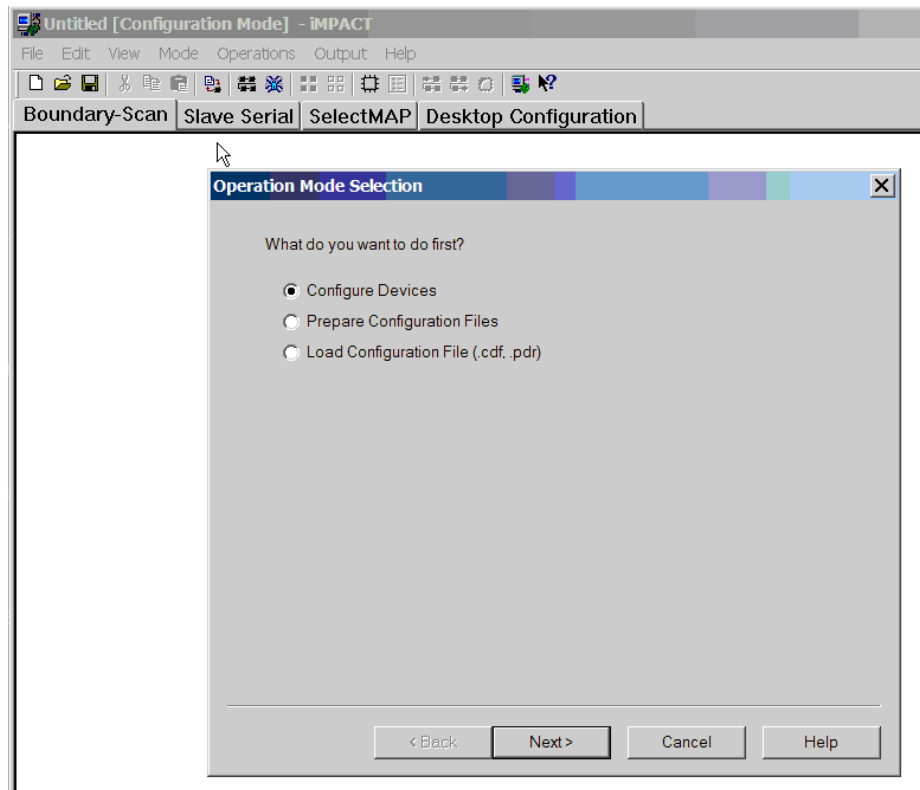 Untitled [Configuration Mode] - iMPACT
File Edit View Mode Operations Output Help
Boundary-Scan Slave Serial SelectMAP Desktop Configuration
Operation Mode Selection
What do you want to do first?
Configure Devices
Prepare Configuration Files
Load Configuration File (.cdf, .pdr)
< Back Next > Cancel Help